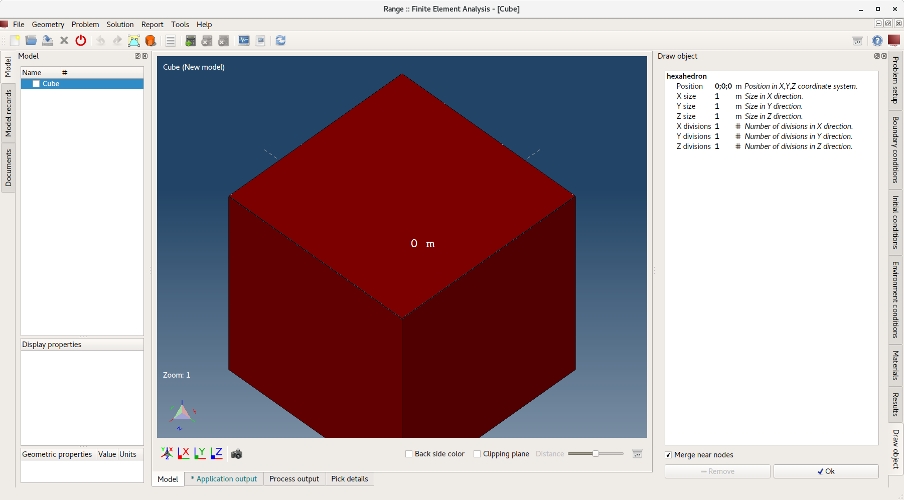 Range :: Finite Element Analysis - [Cube]
File Geometry Problem Solution Report Tools Help
Model
Name #
Cube
Display properties
Geometric properties Value Units
Model
Model records
Documents
Cube (New model)
0 m
Zoom: 1
Back side color Clipping plane Distance
Model * Application output Process output Pick details
Draw object
hexahedron
Position 0;0;0 m Position in X,Y,Z coordinate system.
X size 1 m Size in X direction.
Y size 1 m Size in Y direction.
Z size 1 m Size in Z direction.
X divisions 1 # Number of divisions in X direction.
Y divisions 1 # Number of divisions in Y direction.
Z divisions 1 # Number of divisions in Z direction.
Merge near nodes
Remove Ok
Problem setup
Boundary conditions
Initial conditions
Environment conditions
Materials
Results
Draw object